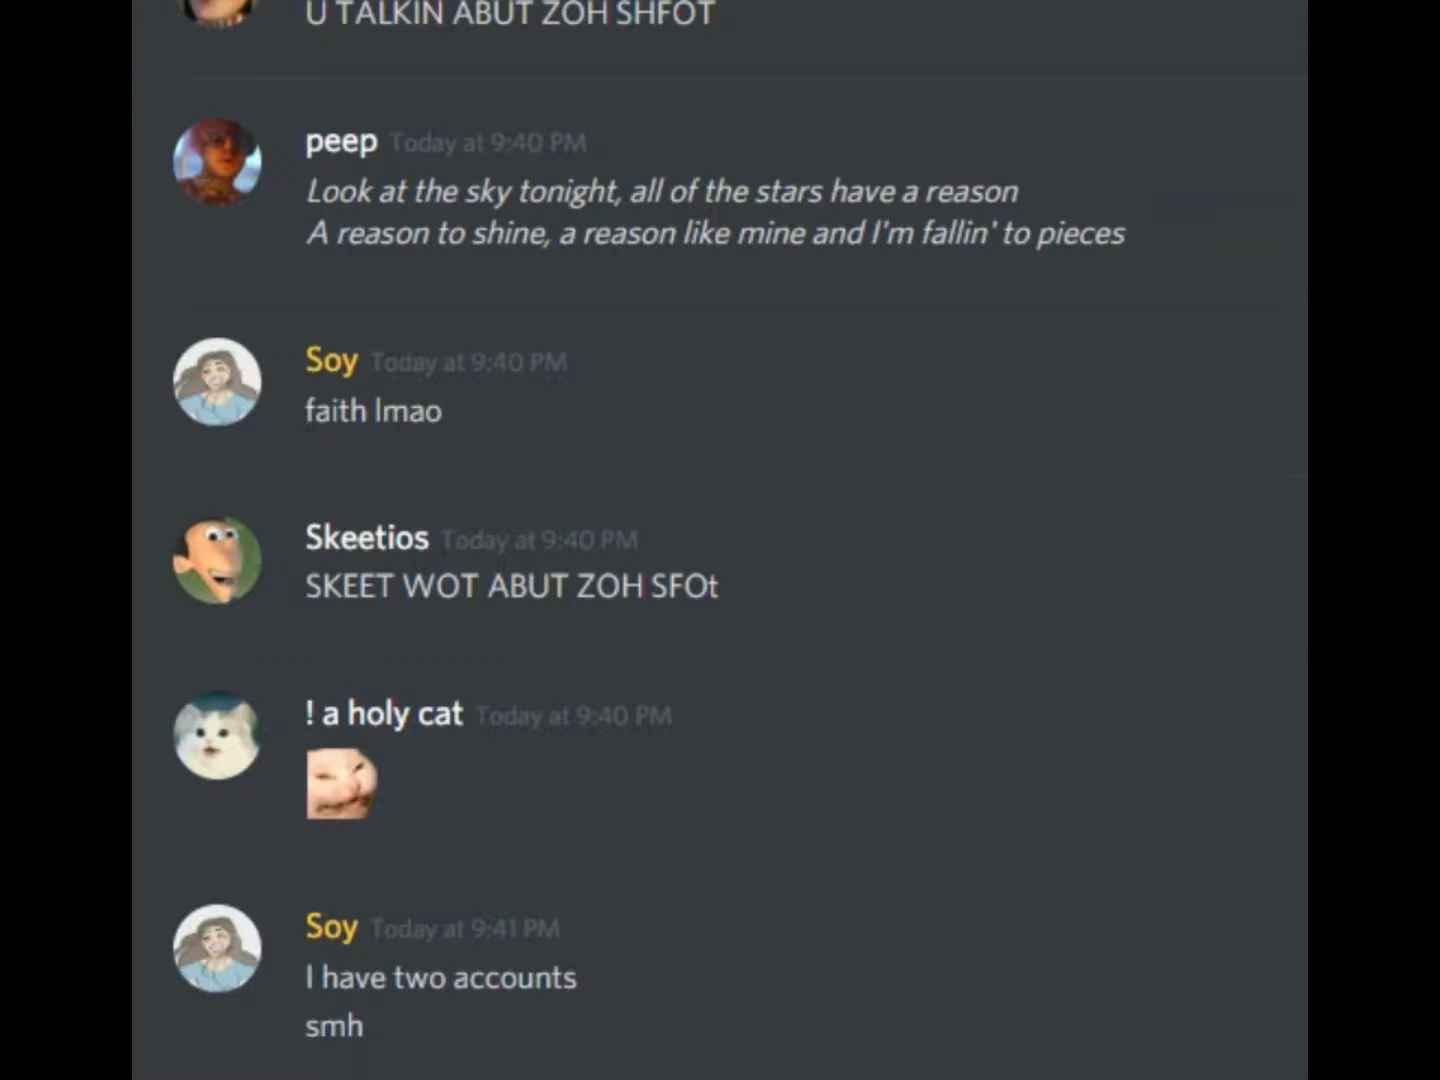 U TALKIN ABUT ZOH SHFOT
peep Today at 9:40 PM
Look at the sky tonight, all of the stars have a reason
A reason to shine, a reason like mine and I'm fallin' to pieces
Soy Today at 9:40 PM
faith lmao
Skeetios Today at 9:40 PM
SKEET WOT ABUT ZOH SFOt
! a holy cat Today at 9:40 PM
Soy Today at 9:41 PM
I have two accounts
smh